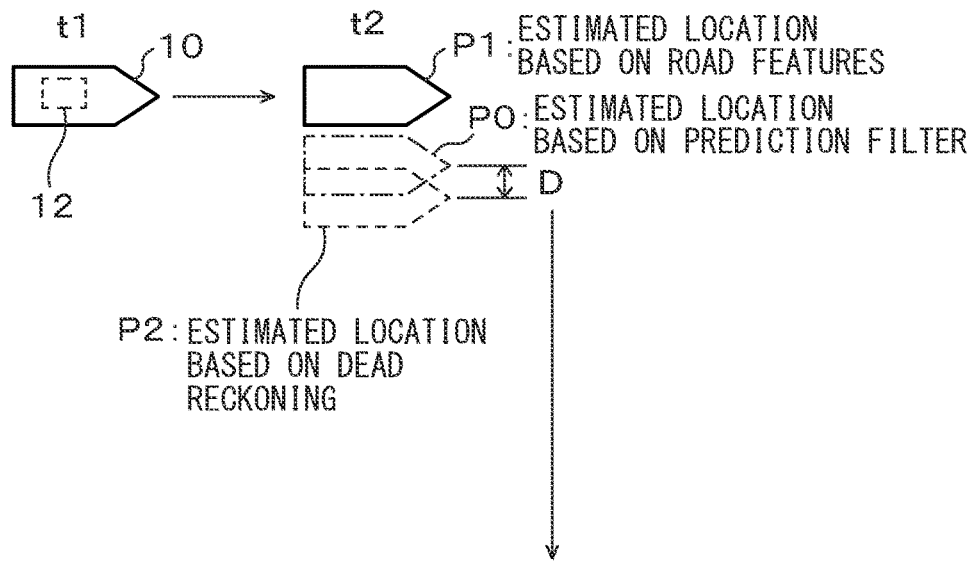 t1
10
12
t2
P1: ESTIMATED LOCATION
BASED ON ROAD FEATURES
P0: ESTIMATED LOCATION
BASED ON PREDICTION FILTER
D
P2: ESTIMATED LOCATION
BASED ON DEAD
RECKONING